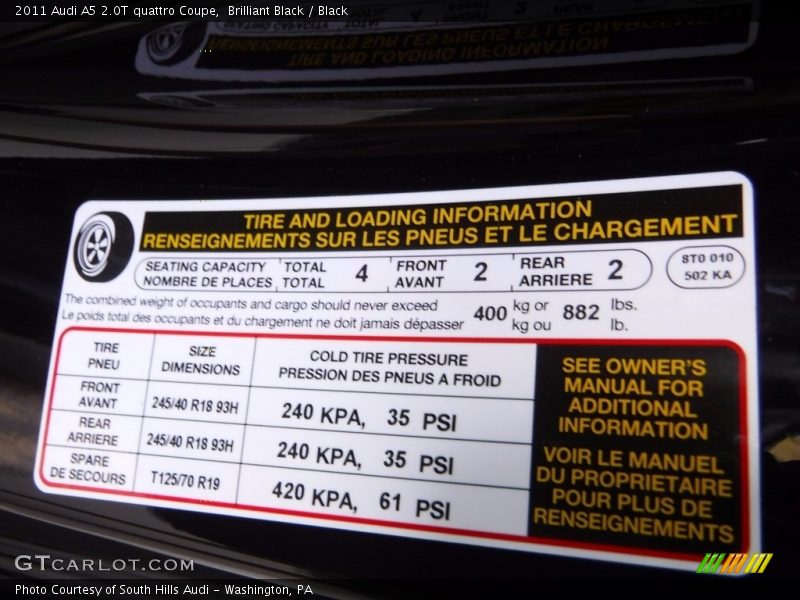 2011 Audi A5 2.0T quattro Coupe, Brilliant Black / Black
TIRE AND LOADING INFORMATION
RENSEIGNEMENTS SUR LES PNEUS ET LE CHARGEMENT
SEATING CAPACITY TOTAL 4 FRONT 2 REAR 2
NOMBRE DE PLACES TOTAL AVANT ARRIERE
8T0 010
502 KA
The combined weight of occupants and cargo should never exceed 400 kg or 882 lbs.
Le poids total des occupants et du chargement ne doit jamais dépasser kg ou lb.
TIRE SIZE COLD TIRE PRESSURE
PNEU DIMENSIONS PRESSION DES PNEUS A FROID
FRONT
AVANT 245/40 R18 93H 240 KPA, 35 PSI
REAR
ARRIERE 245/40 R18 93H 240 KPA, 35 PSI
SPARE
DE SECOURS T125/70 R19 420 KPA, 61 PSI
SEE OWNER'S
MANUAL FOR
ADDITIONAL
INFORMATION
VOIR LE MANUEL
DU PROPRIETAIRE
POUR PLUS DE
RENSEIGNEMENTS
GTCARLOT.COM
Photo Courtesy of South Hills Audi - Washington, PA